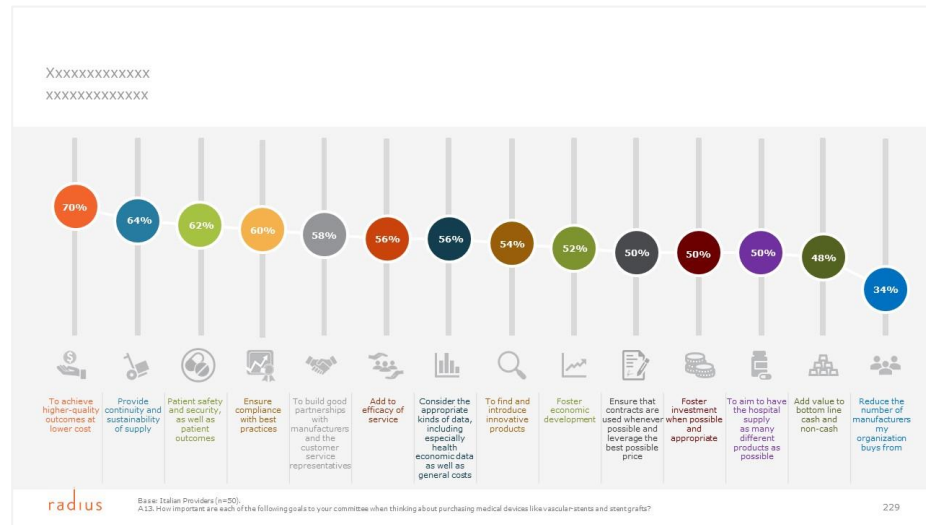 Xxxxxxxxxxxxx
xxxxxxxxxxxxx
70%
64%
62%
60%
58%
56%
56%
54%
52%
50%
50%
50%
48%
34%
To achieve
higher-quality
outcomes at
lower cost
Provide
continuity and
sustainability
of supply
Patient safety
and security,
as well as
patient
outcomes
Ensure
compliance
with best
practices
To build good
partnerships
with
manufacturers
and the
customer
service
representatives
Add to
efficacy of
service
Consider the
appropriate
kinds of data,
including
especially
health
economic data
as well as
general costs
To find and
introduce
innovative
products
Foster
economic
development
Ensure that
contracts are
used whenever
possible and
leverage the
best possible
price
Foster
investment
when possible
and
appropriate
To aim to have
the hospital
supply
as many
different
products as
possible
Add value to
bottom line
cash and
non-cash
Reduce the
number of
manufacturers
my
organization
buys from
radius
Base: Italian Providers (n=50).
A13. How important are each of the following goals to your committee when thinking about purchasing medical devices like vascular-stents and stent grafts?
229